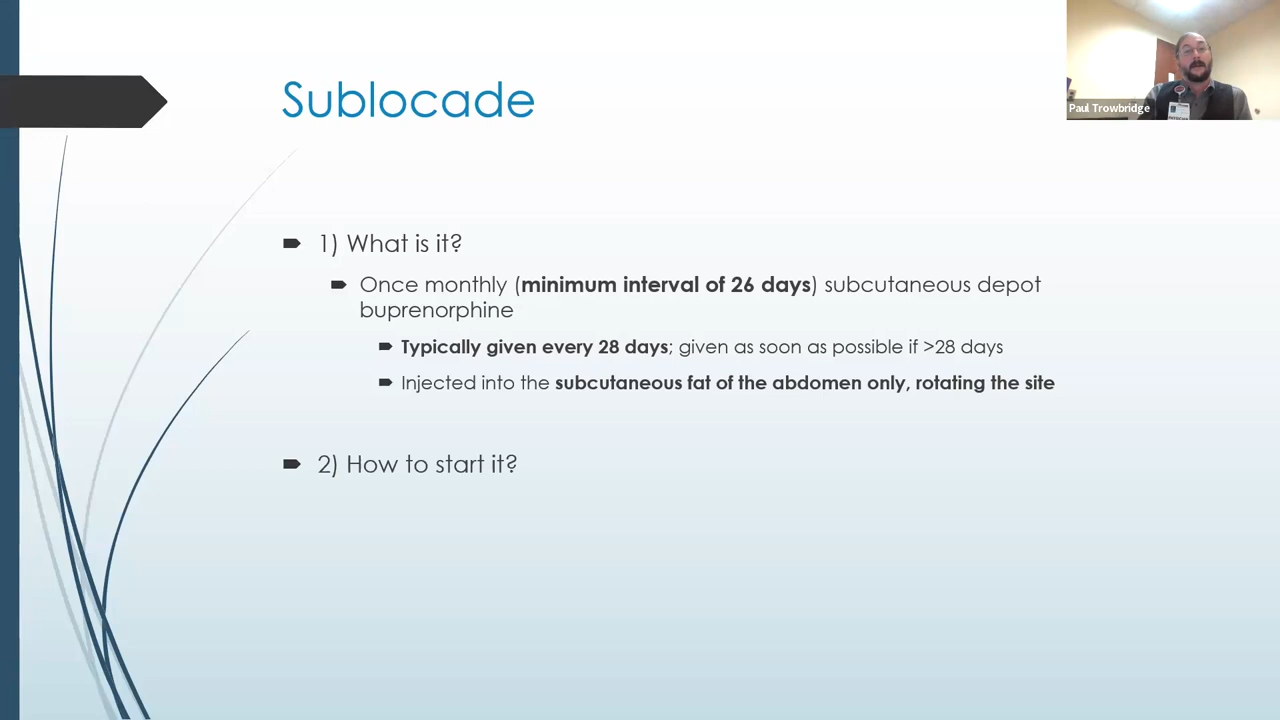 Sublocade
Paul Trowbridge
1) What is it?
Once monthly (minimum interval of 26 days) subcutaneous depot
buprenorphine
Typically given every 28 days; given as soon as possible if >28 days
Injected into the subcutaneous fat of the abdomen only, rotating the site
2) How to start it?